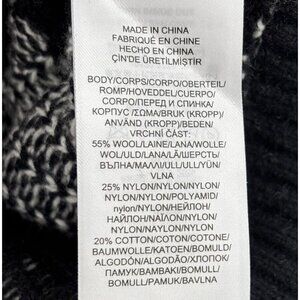 MADE IN CHINA
FABRIQUÉ EN CHINE
HECHO EN CHINA
ÇİN'DE ÜRETİLMİŞTİR
BODY/CORPS/CORPO/OBERTEIL/
ROMP/HOVEDDEL/CUERPO/
CORPO/ПЕРЕД И СПИНКА/
КОРПУС /ΣΩΜΑ/BRUK (KROPP)/
ANVÄND (KROPP)/BEDEN/
VRCHNÍ ČÁST:
55% WOOL/LAINE/LANA/WOLLE/
WOL/ULD/LANA/LÃ/ШЕРСТЬ/
ВЪЛНА/ΜΑΛΛΙ/ULL/ULL/YÜN/
VLNA
25% NYLON/NYLON/NYLON/
NYLON/NYLON/POLYAMID/
nylon/NYLON/НЕЙЛОН/
НАЙЛОН/ΝΑΪΛΟΝ/NYLON/
NYLON/NAYLON/NYLON
20% COTTON/COTON/COTONE/
BAUMWOLLE/KATOEN/BOMULD/
ALGODÓN/ALGODÃO/ХЛОПОК/
ПАМУК/ΒΑΜΒΑΚΙ/BOMULL/
BOMULL/PAMUK/BAVLNA